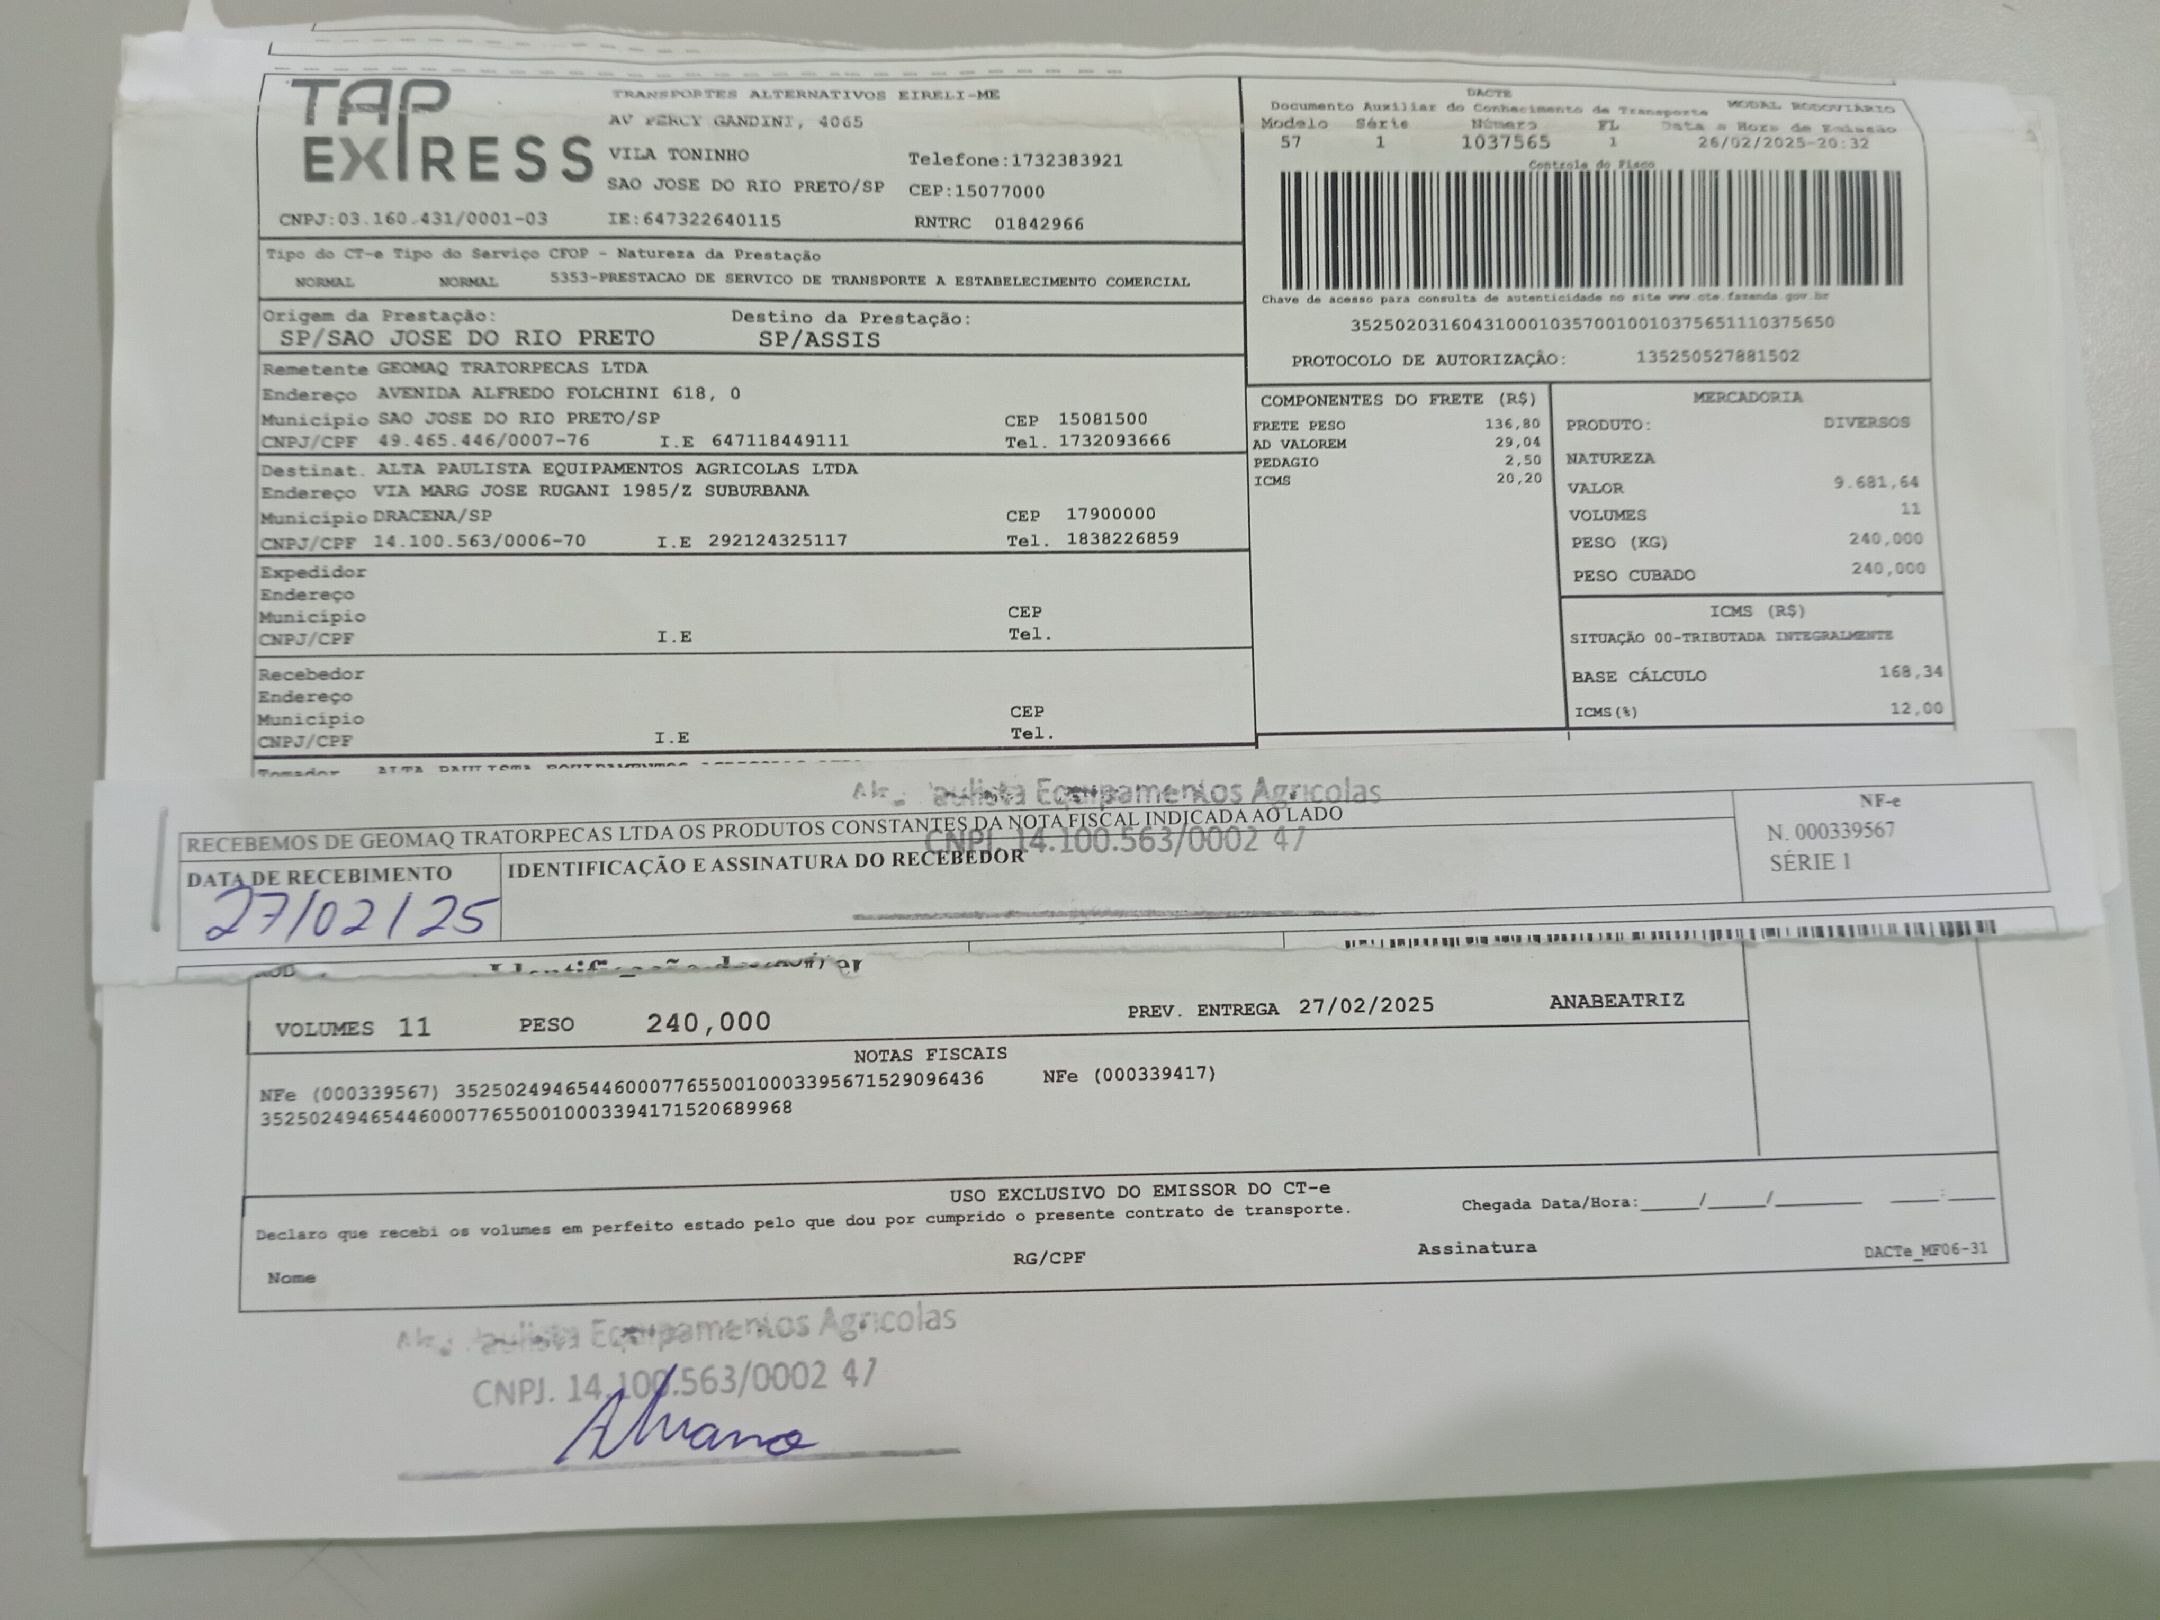 TAP EXPRESS
TRANSPORTES ALTERNATIVOS EIRELI-ME
AV PERCY GANDINI, 4065
VILA TONINHO Telefone:1732383921
SAO JOSE DO RIO PRETO/SP CEP:15077000
CNPJ:03.160.431/0001-03 IE:647322640115 RNTRC 01842966
DACTE
Documento Auxiliar do Conhecimento de Transporte MODAL RODOVIÁRIO
Modelo Série Número FL Data e Hora de Emissão
57 1 1037565 1 26/02/2025-20:32
Controle do Fisco
Chave de acesso para consulta de autenticidade no site www.cte.fazenda.gov.br
35250203160431000103570010010375651110375650
PROTOCOLO DE AUTORIZAÇÃO: 135250527881502
Tipo do CT-e Tipo do Serviço CFOP - Natureza da Prestação
NORMAL NORMAL 5353-PRESTACAO DE SERVICO DE TRANSPORTE A ESTABELECIMENTO COMERCIAL
Origem da Prestação: Destino da Prestação:
SP/SAO JOSE DO RIO PRETO SP/ASSIS
Remetente GEOMAQ TRATORPECAS LTDA
Endereço AVENIDA ALFREDO FOLCHINI 618, 0
Município SAO JOSE DO RIO PRETO/SP CEP 15081500
CNPJ/CPF 49.465.446/0007-76 I.E 647118449111 Tel. 1732093666
Destinat. ALTA PAULISTA EQUIPAMENTOS AGRICOLAS LTDA
Endereço VIA MARG JOSE RUGANI 1985/Z SUBURBANA
Município DRACENA/SP CEP 17900000
CNPJ/CPF 14.100.563/0006-70 I.E 292124325117 Tel. 1838226859
Expedidor
Endereço
Município CEP
CNPJ/CPF I.E Tel.
Recebedor
Endereço
Município CEP
CNPJ/CPF I.E Tel.
COMPONENTES DO FRETE (R$)
FRETE PESO 136,80
AD VALOREM 29,04
PEDAGIO 2,50
ICMS 20,20
MERCADORIA
PRODUTO: DIVERSOS
NATUREZA
VALOR 9.681,64
VOLUMES 11
PESO (KG) 240,000
PESO CUBADO 240,000
ICMS (R$)
SITUAÇÃO 00-TRIBUTADA INTEGRALMENTE
BASE CÁLCULO 168,34
ICMS(%) 12,00
Tomador ALTA PAULISTA EQUIPAMENTOS
Paulista Equipamentos Agricolas
CNPJ. 14.100.563/0002 47
RECEBEMOS DE GEOMAQ TRATORPECAS LTDA OS PRODUTOS CONSTANTES DA NOTA FISCAL INDICADA AO LADO
DATA DE RECEBIMENTO IDENTIFICAÇÃO E ASSINATURA DO RECEBEDOR
27/02/25
NF-e
N. 000339567
SÉRIE 1
VOLUMES 11 PESO 240,000 PREV. ENTREGA 27/02/2025 ANABEATRIZ
NOTAS FISCAIS
NFe (000339567) 35250249465446000776550010003395671529096436 NFe (000339417)
35250249465446000776550010003394171520689968
USO EXCLUSIVO DO EMISSOR DO CT-e
Declaro que recebi os volumes em perfeito estado pelo que dou por cumprido o presente contrato de transporte. Chegada Data/Hora:____/____/______ ____:____
Nome RG/CPF Assinatura DACTe_MF06-31
Paulista Equipamentos Agricolas
CNPJ. 14.100.563/0002 47